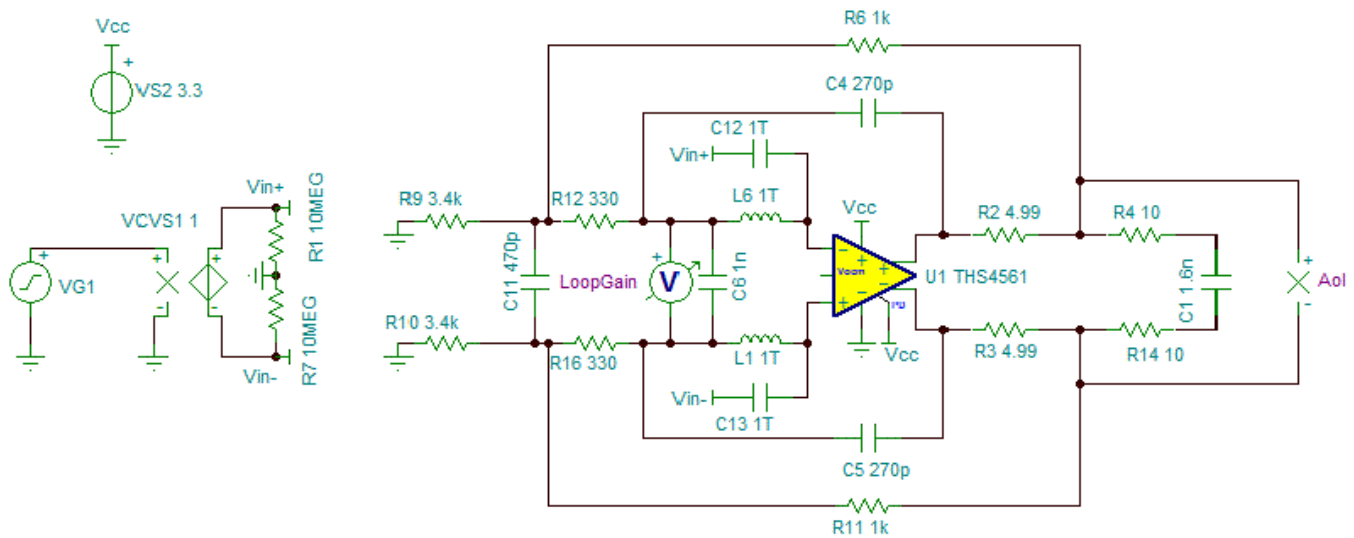 Vcc
+
VS2 3.3
R6 1k
C4 270p
C12 1T
Vin+
Vin+
VCVS1 1
R1 10MEG
R9 3.4k
R12 330
L6 1T
Vcc
R2 4.99
R4 10
+
VG1
+
-
+
-
C11 470p
LoopGain
+
V
C6 1n
-
+
Vocm
+
-
+
-
PD
U1 THS4561
C1 1.6n
+
-
Aol
R7 10MEG
Vin-
R10 3.4k
R16 330
L1 1T
Vcc
R3 4.99
R14 10
Vin-
C13 1T
C5 270p
R11 1k